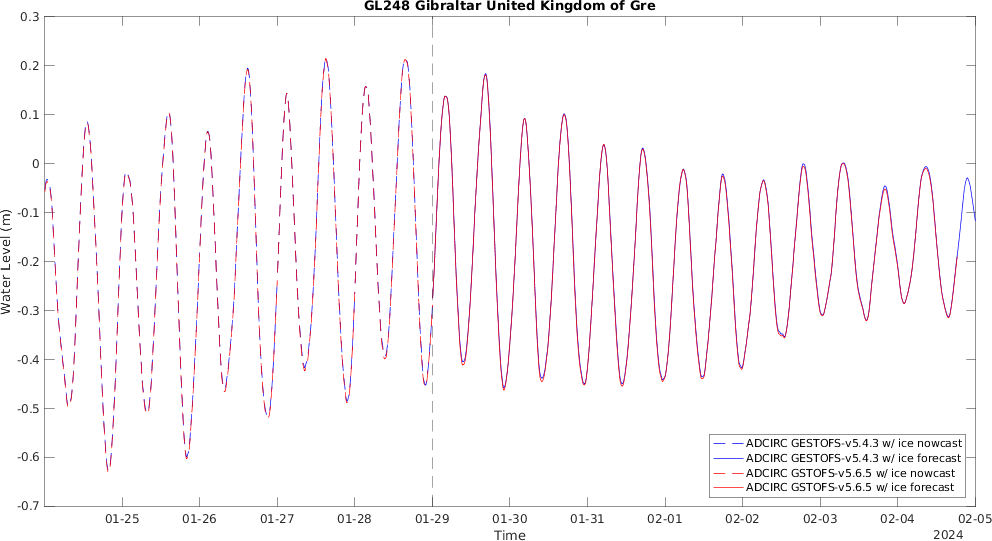 GL248 Gibraltar United Kingdom of Gre
0.3
0.2
0.1
0
-0.1
-0.2
-0.3
-0.4
-0.5
-0.6
-0.7
Water Level (m)
ADCIRC GESTOFS-v5.4.3 w/ ice nowcast
ADCIRC GESTOFS-v5.4.3 w/ ice forecast
ADCIRC GSTOFS-v5.6.5 w/ ice nowcast
ADCIRC GSTOFS-v5.6.5 w/ ice forecast
01-25 01-26 01-27 01-28 01-29 01-30 01-31 02-01 02-02 02-03 02-04 02-05
Time
2024